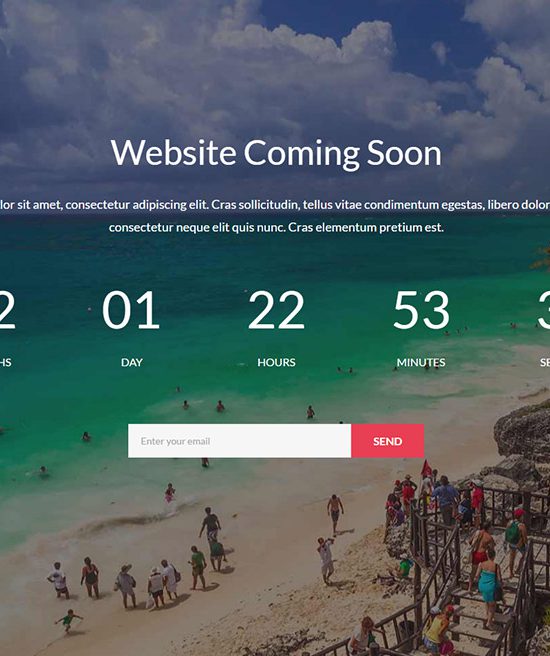 Website Coming Soon
sit amet, consectetur adipiscing elit. Cras sollicitudin, tellus vitae condimentum egestas, libero dolor
consectetur neque elit quis nunc. Cras elementum pretium est.
2 01 22 53 3
HS DAY HOURS MINUTES SE
Enter your email SEND